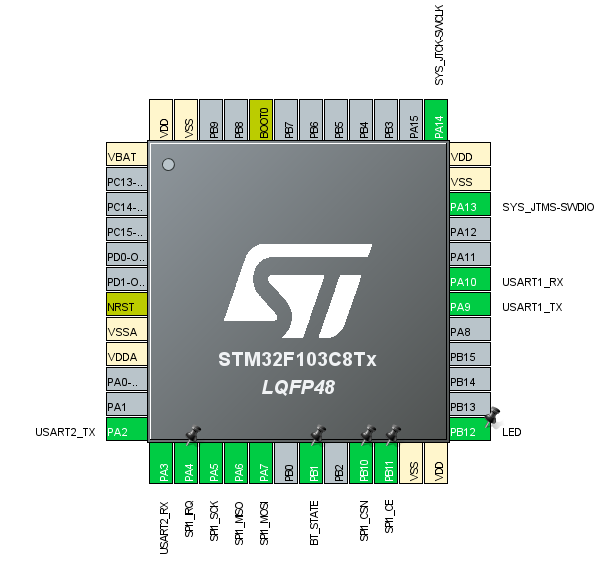 SYS_JTCK-SWCLK
VDD
VSS
PB9
PB8
BOOT0
PB7
PB6
PB5
PB4
PB3
PA15
PA14
VBAT
PC13-..
PC14-..
PC15-..
PD0-O..
PD1-O..
NRST
VSSA
VDDA
PA0-..
PA1
USART2_TX PA2
VDD
VSS
PA13 SYS_JTMS-SWDIO
PA12
PA11
PA10 USART1_RX
PA9 USART1_TX
PA8
PB15
PB14
PB13
PB12 LED
ST
STM32F103C8Tx
LQFP48
PA3
PA4
PA5
PA6
PA7
PB0
PB1
PB2
PB10
PB11
VSS
VDD
USART2_RX
SPI1_IRQ
SPI1_SCK
SPI1_MISO
SPI1_MOSI
BT_STATE
SPI1_CSN
SPI1_CE